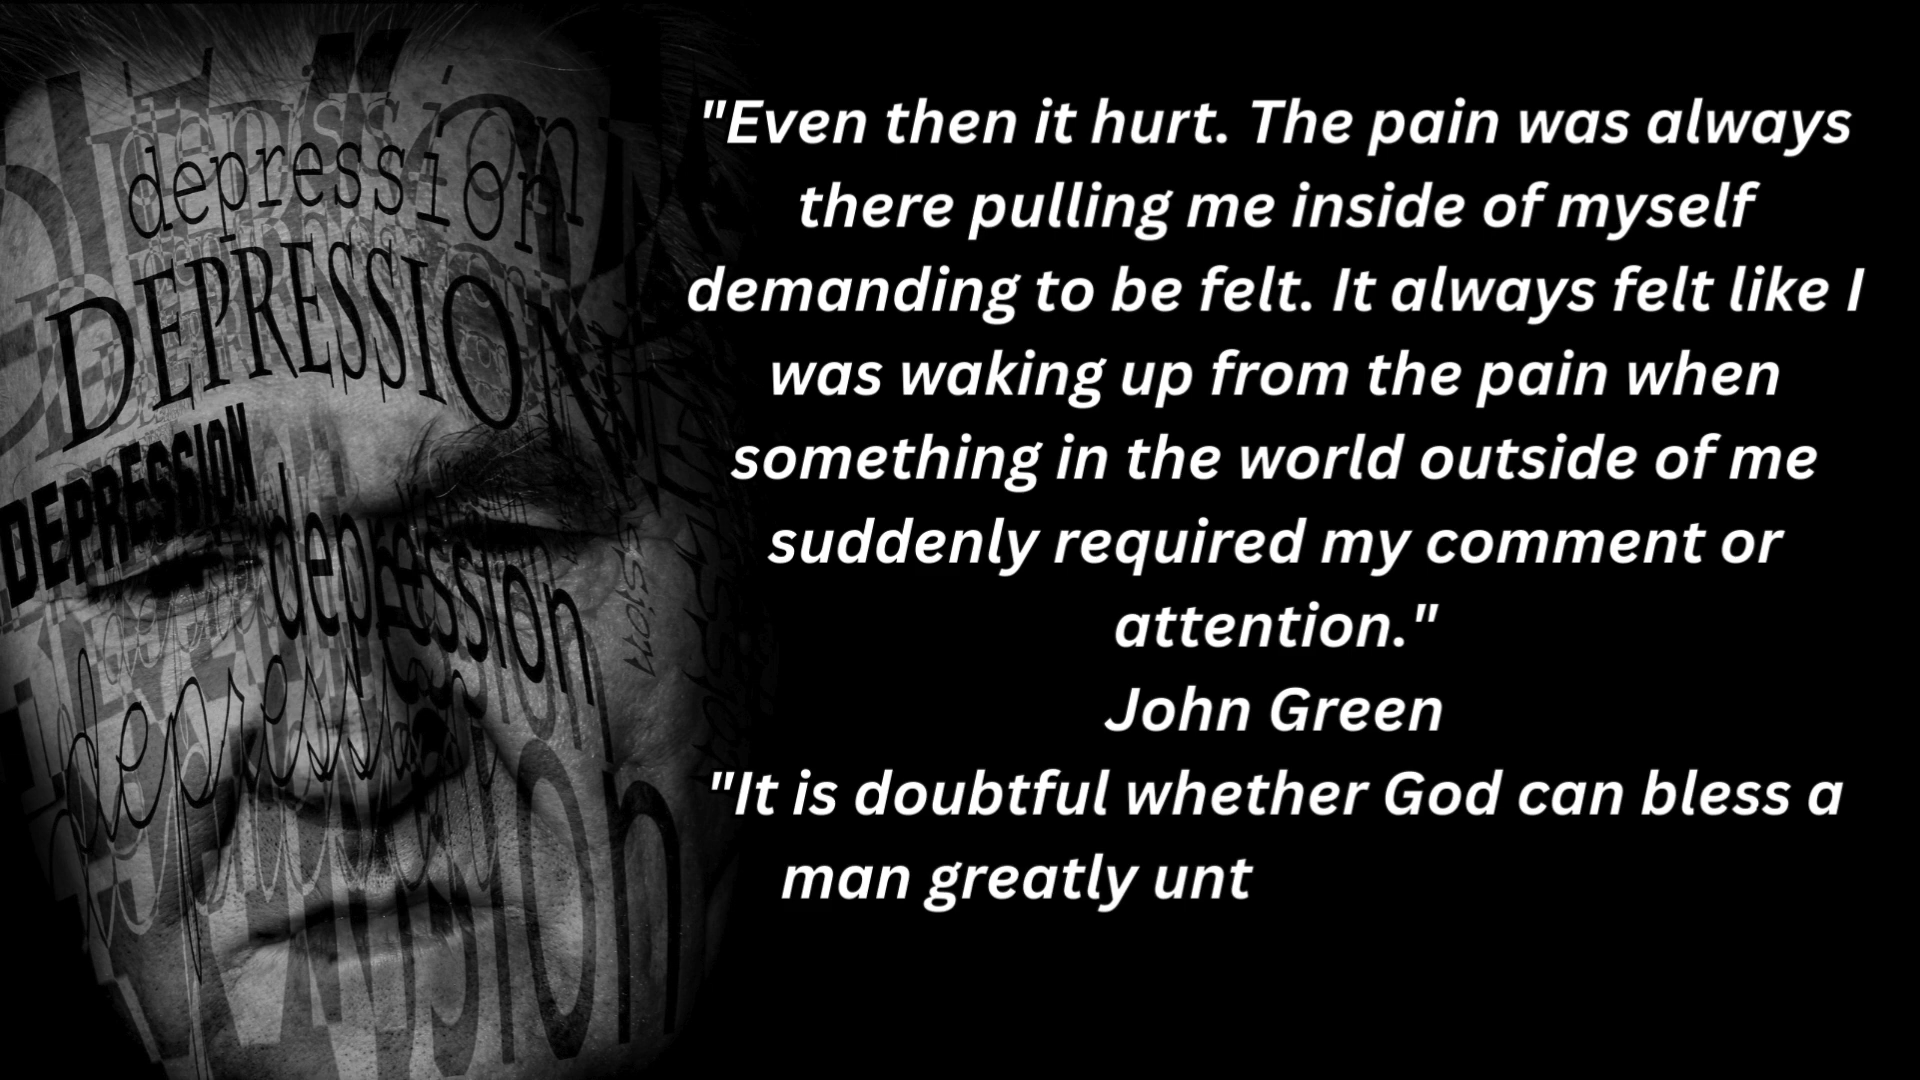 depression
DEPRESSION
DEPRESSION
depression
depression
"Even then it hurt. The pain was always
there pulling me inside of myself
demanding to be felt. It always felt like I
was waking up from the pain when
something in the world outside of me
suddenly required my comment or
attention."
John Green
"It is doubtful whether God can bless a
man greatly unt